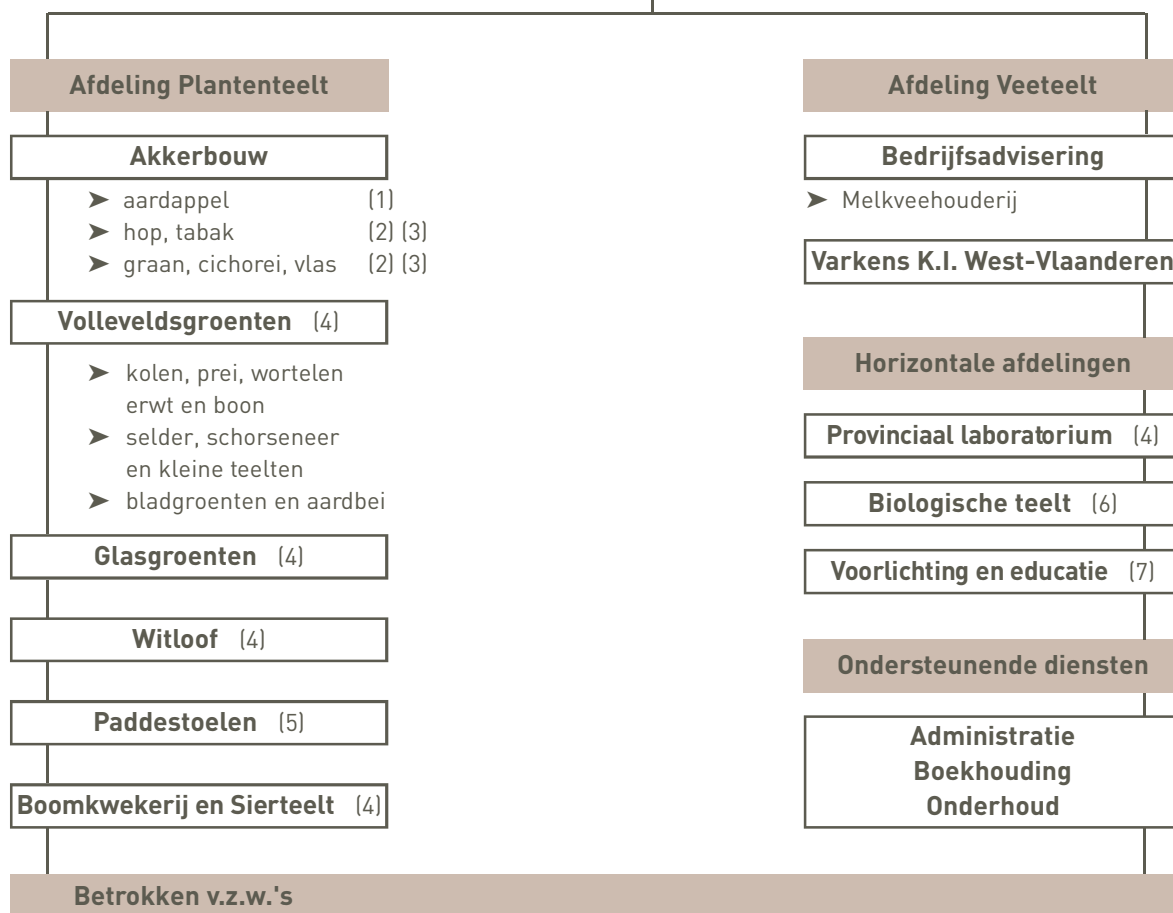 Afdeling Plantenteelt
Akkerbouw
➤ aardappel (1)
➤ hop, tabak (2) (3)
➤ graan, cichorei, vlas (2) (3)
Volleveldsgroenten (4)
➤ kolen, prei, wortelen
erwt en boon
➤ selder, schorseneer
en kleine teelten
➤ bladgroenten en aardbei
Glasgroenten (4)
Witloof (4)
Paddestoelen (5)
Boomkwekerij en Sierteelt (4)
Afdeling Veeteelt
Bedrijfsadvisering
➤ Melkveehouderij
Varkens K.I. West-Vlaanderen
Horizontale afdelingen
Provinciaal laboratorium (4)
Biologische teelt (6)
Voorlichting en educatie (7)
Ondersteunende diensten
Administratie
Boekhouding
Onderhoud
Betrokken v.z.w.'s